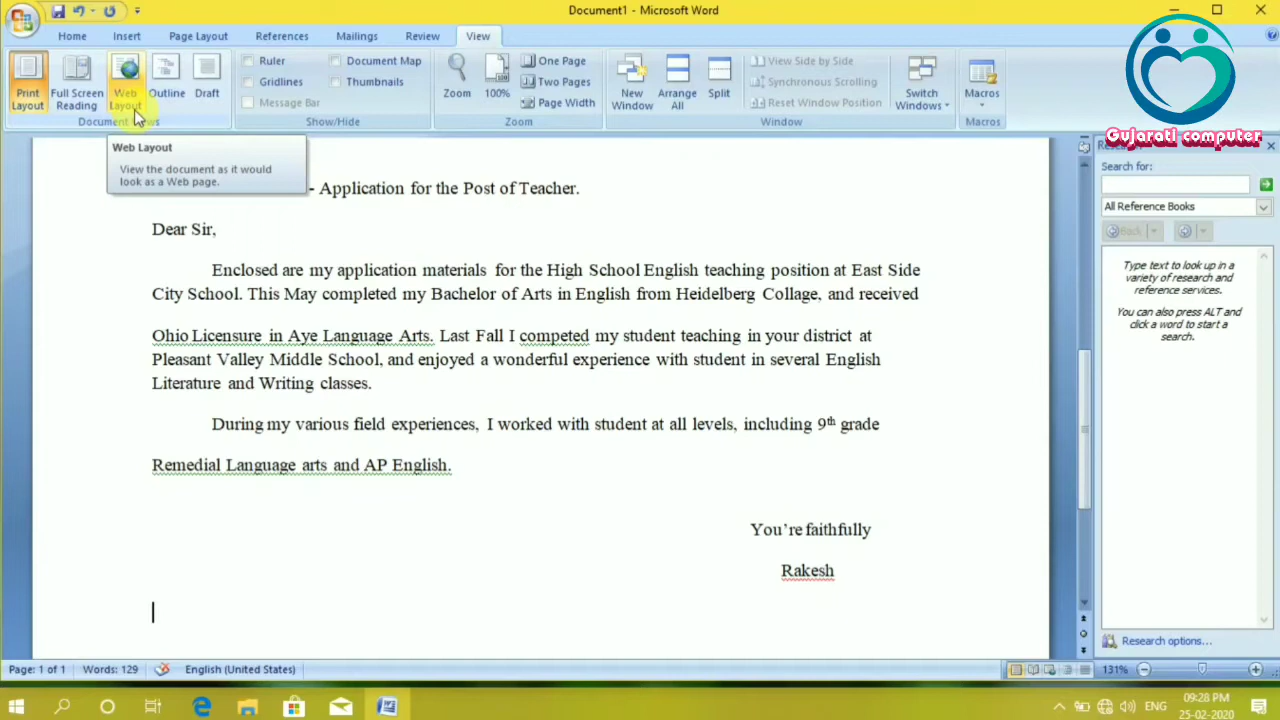 Document1 - Microsoft Word
Home Insert Page Layout References Mailings Review View
Print Layout
Full Screen Reading
Web Layout
Outline
Draft
Document Views
Ruler
Gridlines
Message Bar
Document Map
Thumbnails
Show/Hide
Zoom
100%
One Page
Two Pages
Page Width
Zoom
New Window
Arrange All
Split
View Side by Side
Synchronous Scrolling
Reset Window Position
Window
Switch Windows
Macros
Macros
Gujarati computer
Web Layout
View the document as it would
look as a Web page.
- Application for the Post of Teacher.
Dear Sir,
Enclosed are my application materials for the High School English teaching position at East Side
City School. This May completed my Bachelor of Arts in English from Heidelberg Collage, and received
Ohio Licensure in Aye Language Arts. Last Fall I competed my student teaching in your district at
Pleasant Valley Middle School, and enjoyed a wonderful experience with student in several English
Literature and Writing classes.
During my various field experiences, I worked with student at all levels, including 9th grade
Remedial Language arts and AP English.
You're faithfully
Rakesh
Search for:
All Reference Books
Back
Type text to look up in a
variety of research and
reference services.
You can also press ALT and
click a word to start a
search.
Research options...
Page: 1 of 1 Words: 129 English (United States) 131%
ENG
09:28 PM
25-02-2020